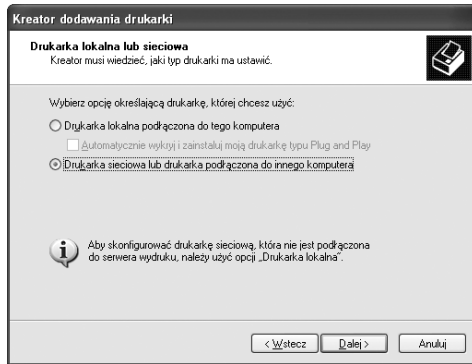 Kreator dodawania drukarki
Drukarka lokalna lub sieciowa
Kreator musi wiedzieć, jaki typ drukarki ma ustawić.
Wybierz opcję określającą drukarkę, której chcesz użyć:
Drukarka lokalna podłączona do tego komputera
Automatycznie wykryj i zainstaluj moją drukarkę typu Plug and Play
Drukarka sieciowa lub drukarka podłączona do innego komputera
Aby skonfigurować drukarkę sieciową, która nie jest podłączona
do serwera wydruku, należy użyć opcji „Drukarka lokalna”.
< Wstecz Dalej > Anuluj